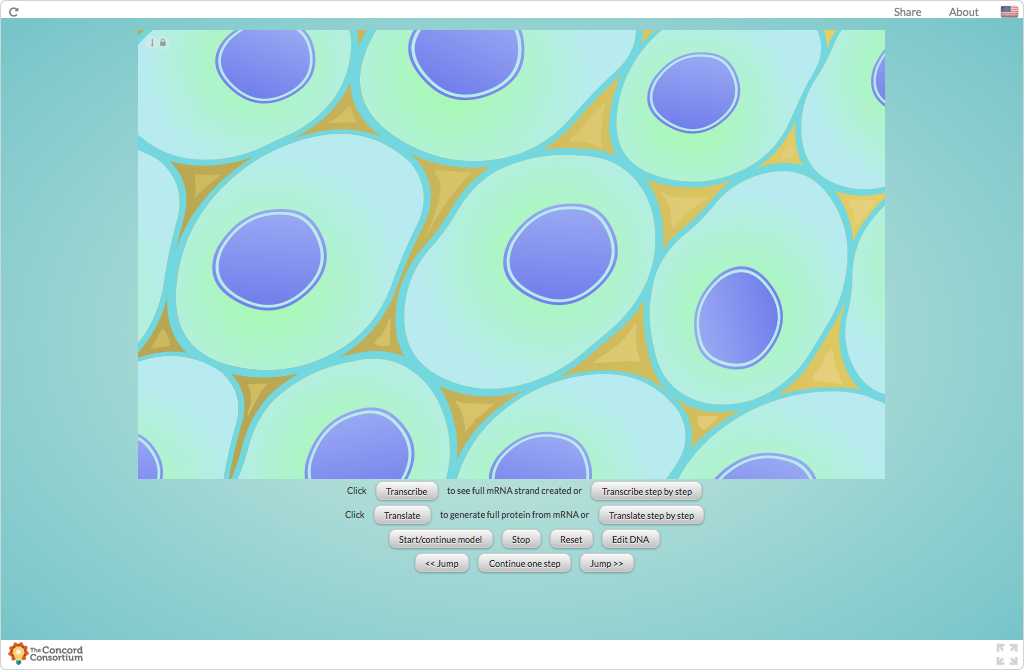 Share About
Click Transcribe to see full mRNA strand created or Transcribe step by step
Click Translate to generate full protein from mRNA or Translate step by step
Start/continue model Stop Reset Edit DNA
<< Jump Continue one step Jump >>
The Concord
Consortium